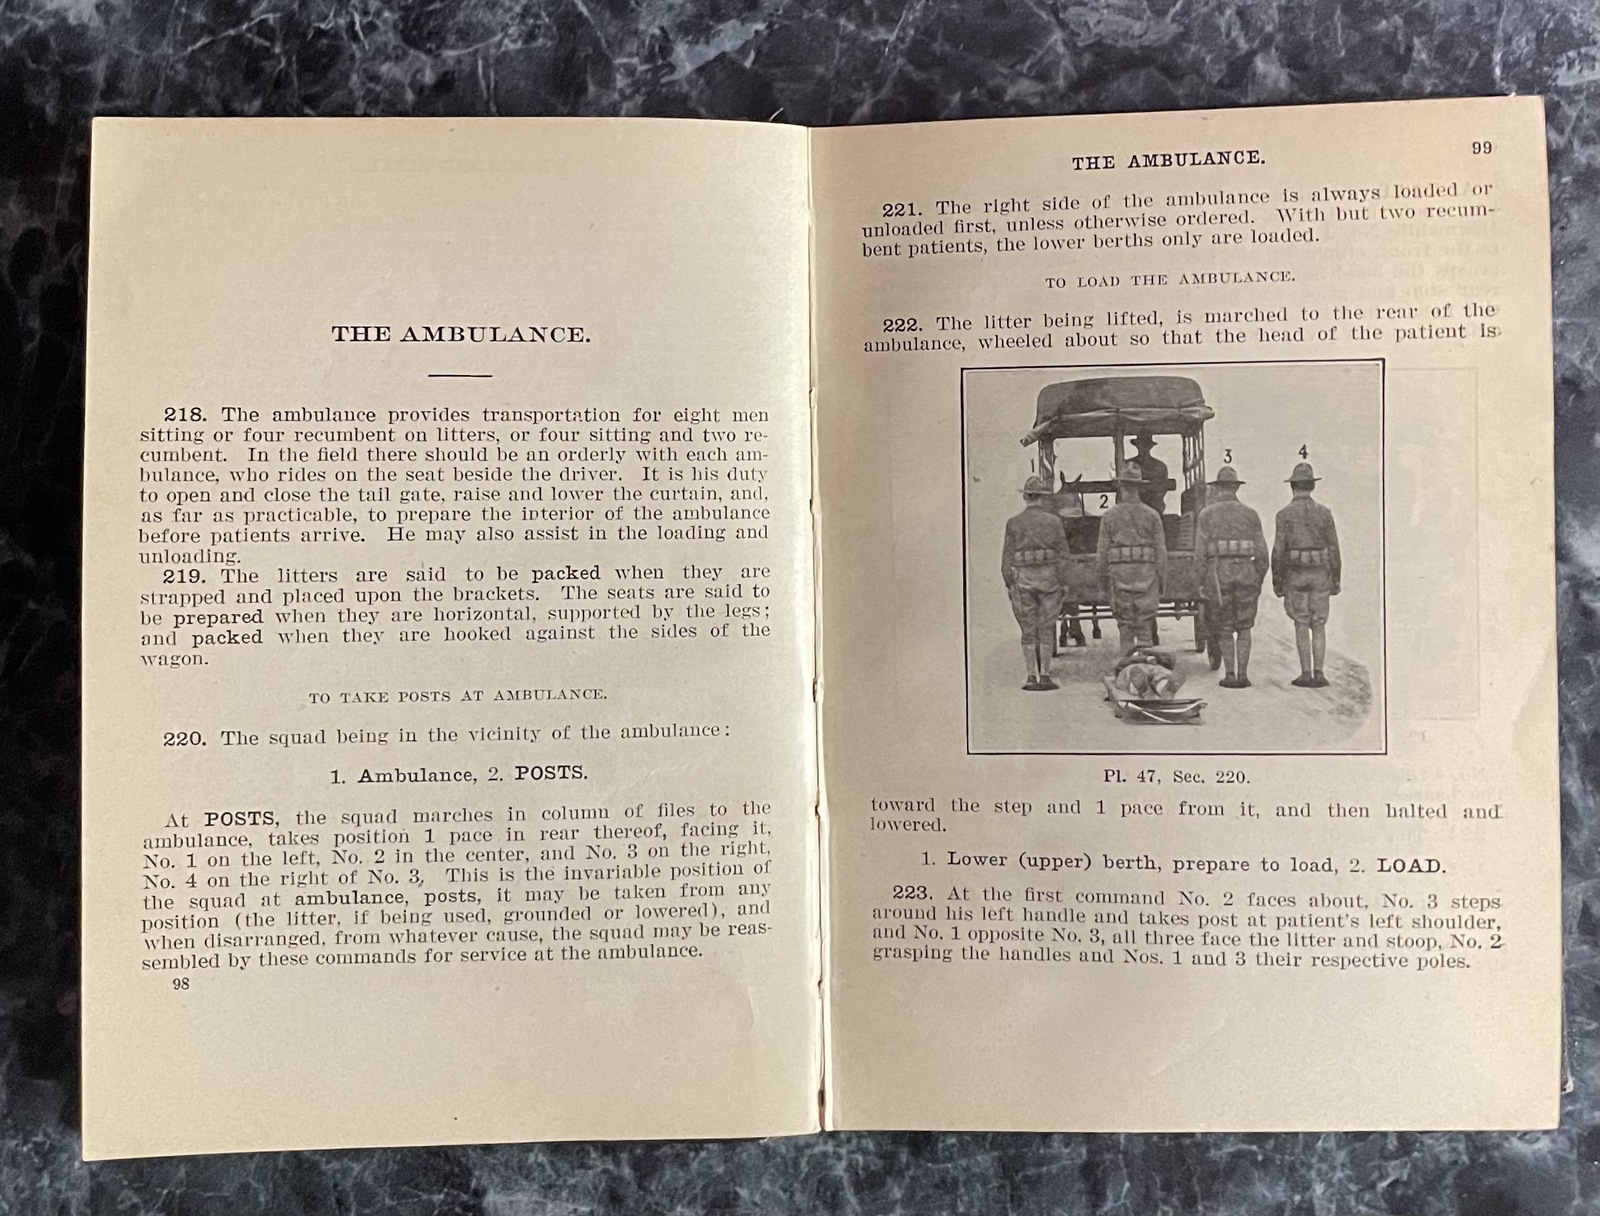 THE AMBULANCE.
218. The ambulance provides transportation for eight men
sitting or four recumbent on litters, or four sitting and two re-
cumbent. In the field there should be an orderly with each am-
bulance, who rides on the seat beside the driver. It is his duty
to open and close the tail gate, raise and lower the curtain, and,
as far as practicable, to prepare the interior of the ambulance
before patients arrive. He may also assist in the loading and
unloading.
219. The litters are said to be packed when they are
strapped and placed upon the brackets. The seats are said to
be prepared when they are horizontal, supported by the legs;
and packed when they are hooked against the sides of the
wagon.
TO TAKE POSTS AT AMBULANCE.
220. The squad being in the vicinity of the ambulance:
1. Ambulance, 2. POSTS.
At POSTS, the squad marches in column of files to the
ambulance, takes position 1 pace in rear thereof, facing it,
No. 1 on the left, No. 2 in the center, and No. 3 on the right,
No. 4 on the right of No. 3, This is the invariable position of
the squad at ambulance, posts, it may be taken from any
position (the litter, if being used, grounded or lowered), and
when disarranged, from whatever cause, the squad may be reas-
sembled by these commands for service at the ambulance.
98
THE AMBULANCE.
99
221. The right side of the ambulance is always loaded or
unloaded first, unless otherwise ordered. With but two recum-
bent patients, the lower berths only are loaded.
TO LOAD THE AMBULANCE.
222. The litter being lifted, is marched to the rear of the
ambulance, wheeled about so that the head of the patient is
1
2
3
4
Pl. 47, Sec. 220.
toward the step and 1 pace from it, and then halted and
lowered.
1. Lower (upper) berth, prepare to load, 2. LOAD.
223. At the first command No. 2 faces about, No. 3 steps
around his left handle and takes post at patient's left shoulder,
and No. 1 opposite No. 3, all three face the litter and stoop, No. 2
grasping the handles and Nos. 1 and 3 their respective poles.